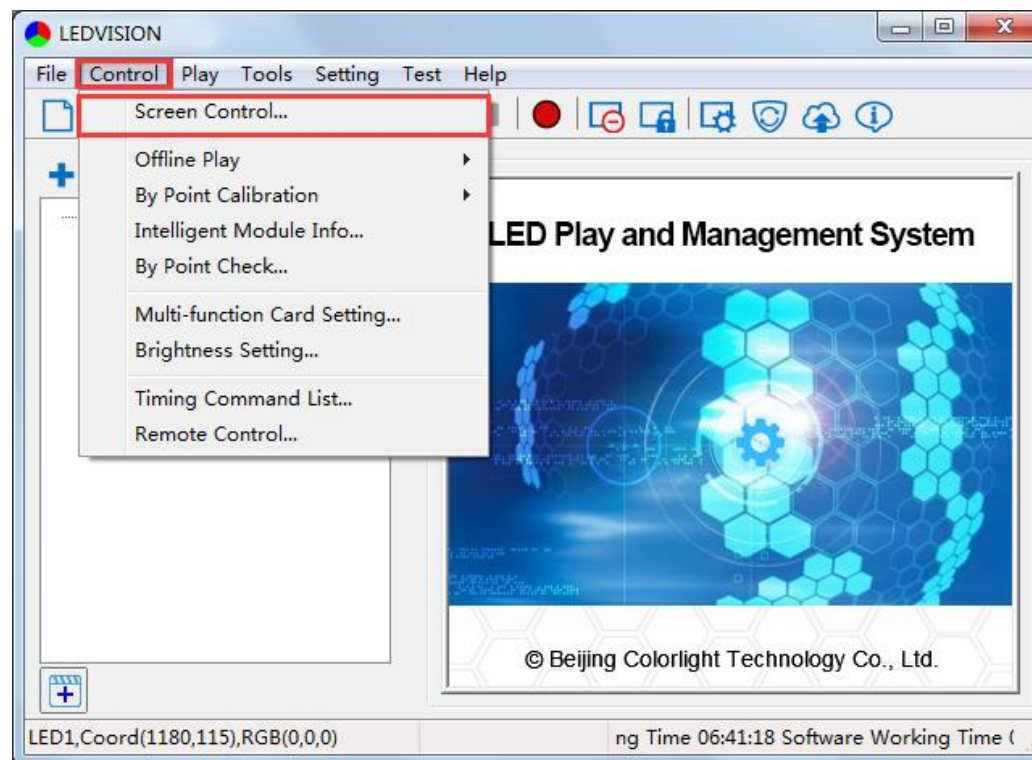 LEDVISION
File Control Play Tools Setting Test Help
Screen Control...
Offline Play
By Point Calibration
Intelligent Module Info...
By Point Check...
Multi-function Card Setting...
Brightness Setting...
Timing Command List...
Remote Control...
LED Play and Management System
© Beijing Colorlight Technology Co., Ltd.
LED1,Coord(1180,115),RGB(0,0,0)
ng Time 06:41:18 Software Working Time (